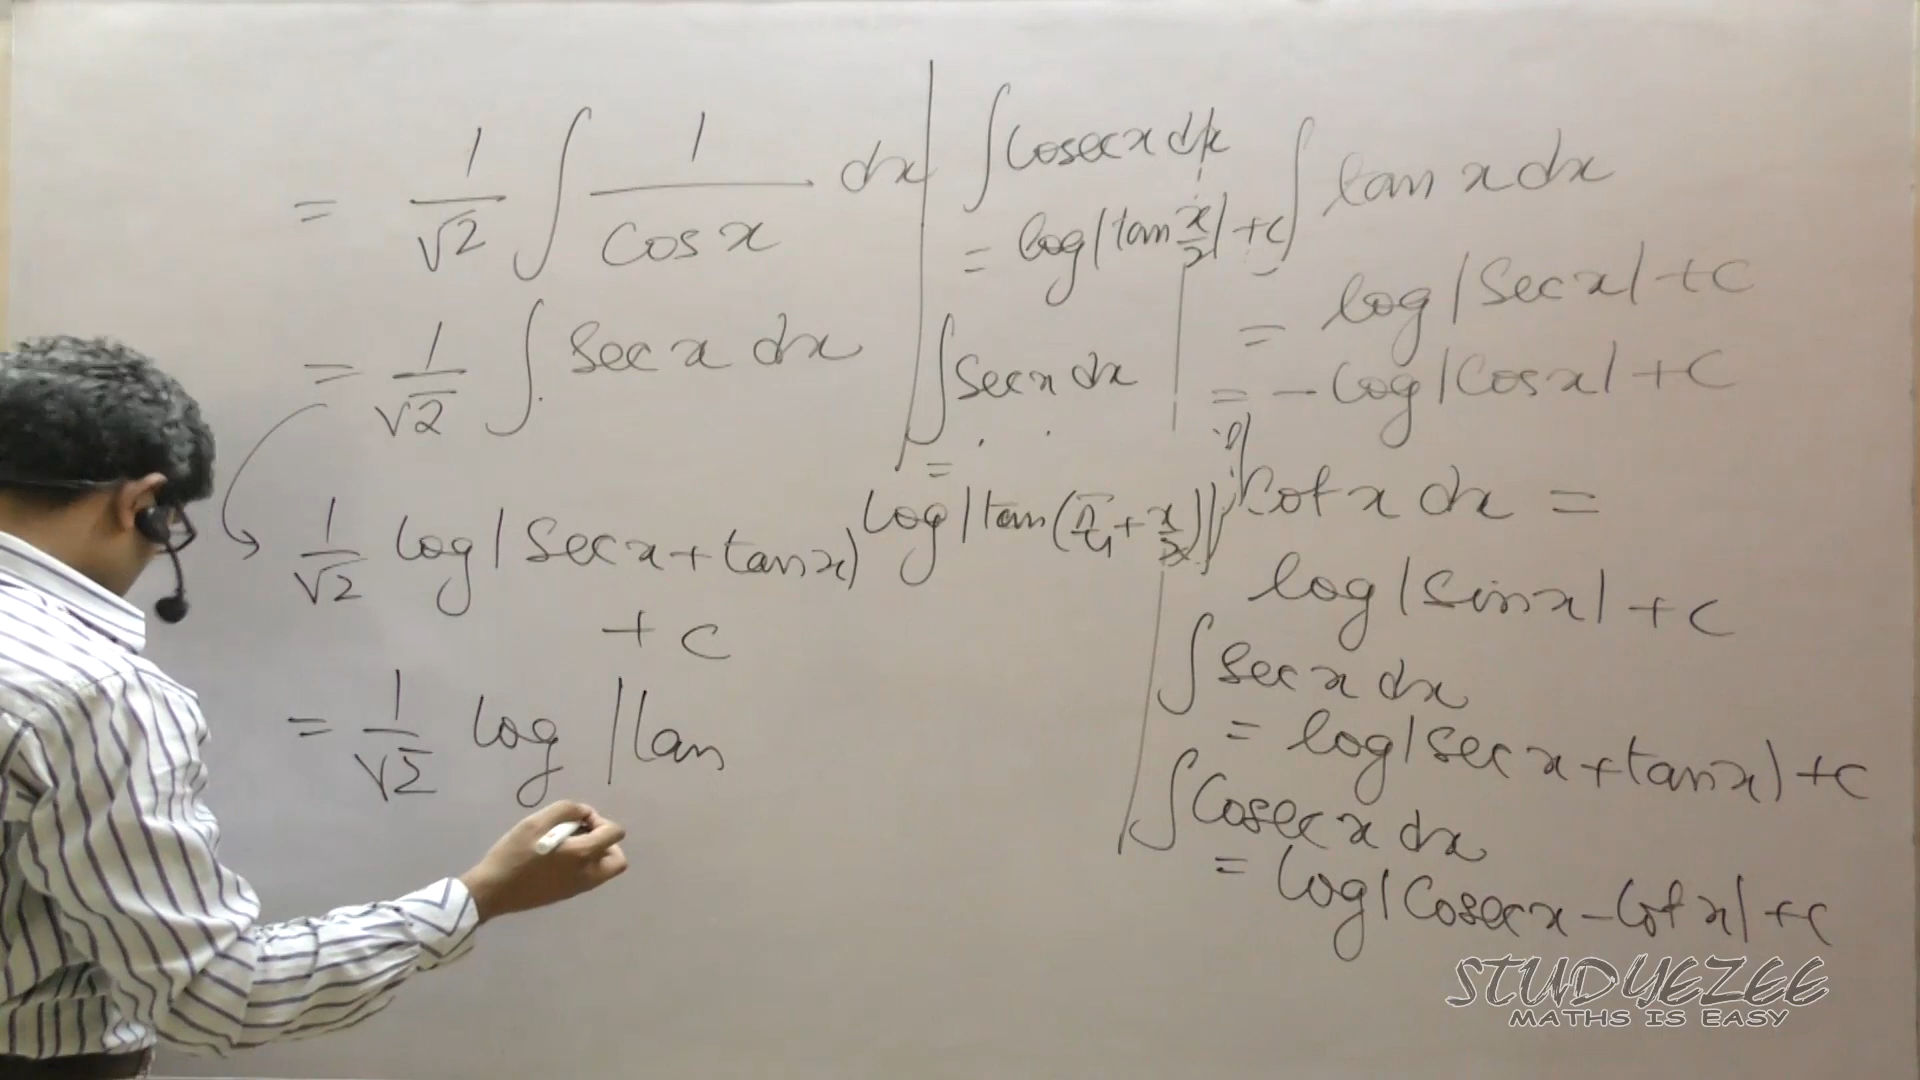 = 1/√2 ∫ 1/cos x dx
= 1/√2 ∫ Sec x dx
1/√2 log|Sec x + tan x)
+ c
= 1/√2 log |tan
∫ Cosec x dx
= log|tan x/2| + c
∫ Sec x dx
=
log|tan(π/4 + x/2)|
∫ tan x dx
= log|Sec x| + c
= - log|Cos x| + c
∫ Cot x dx =
log|Sin x| + c
∫ Sec x dx
= log|Sec x + tan x) + c
∫ Cosec x dx
= log|Cosec x - Cot x| + c
STUDYEZEE
MATHS IS EASY